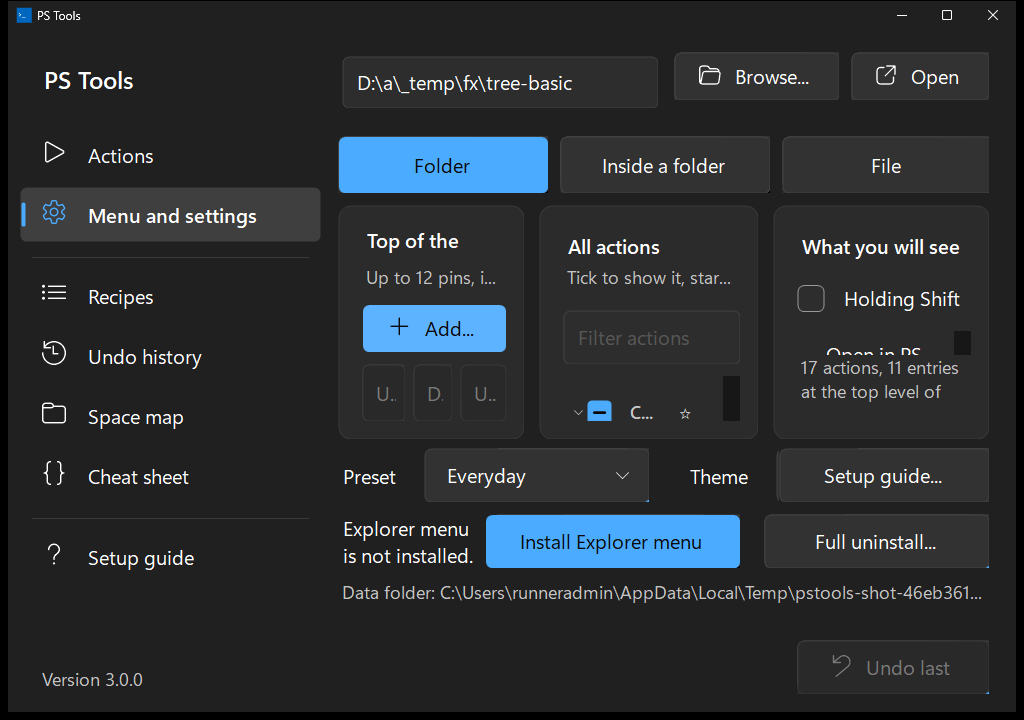 PS Tools
PS Tools
D:\a\_temp\fx\tree-basic
Browse...
Open
Actions
Menu and settings
Recipes
Undo history
Space map
Cheat sheet
Setup guide
Version 3.0.0
Folder
Inside a folder
File
Top of the
Up to 12 pins, i...
Add...
U..
D.
U..
All actions
Tick to show it, star...
Filter actions
C...
What you will see
Holding Shift
Open in PS
17 actions, 11 entries
at the top level of
Preset
Everyday
Theme
Setup guide...
Explorer menu
is not installed.
Install Explorer menu
Full uninstall...
Data folder: C:\Users\runneradmin\AppData\Local\Temp\pstools-shot-46eb361...
Undo last